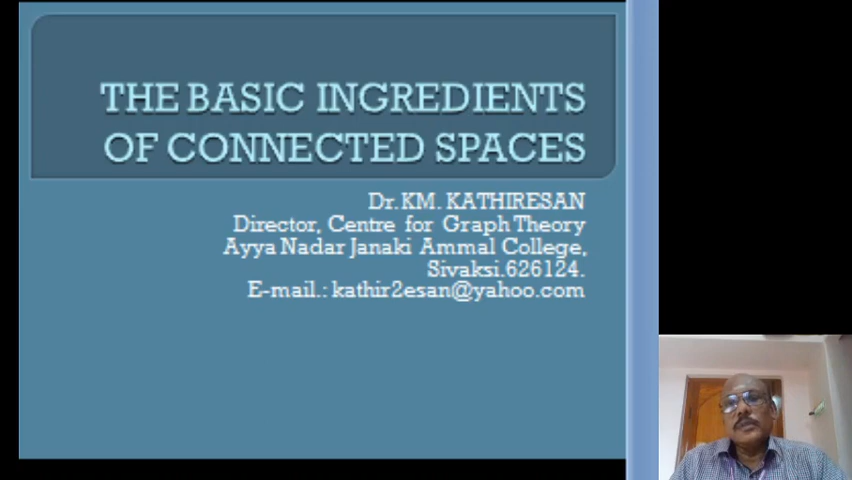 THE BASIC INGREDIENTS
OF CONNECTED SPACES
Dr. KM. KATHIRESAN
Director, Centre for Graph Theory
Ayya Nadar Janaki Ammal College,
Sivaksi.626124.
E-mail.: kathir2esan@yahoo.com